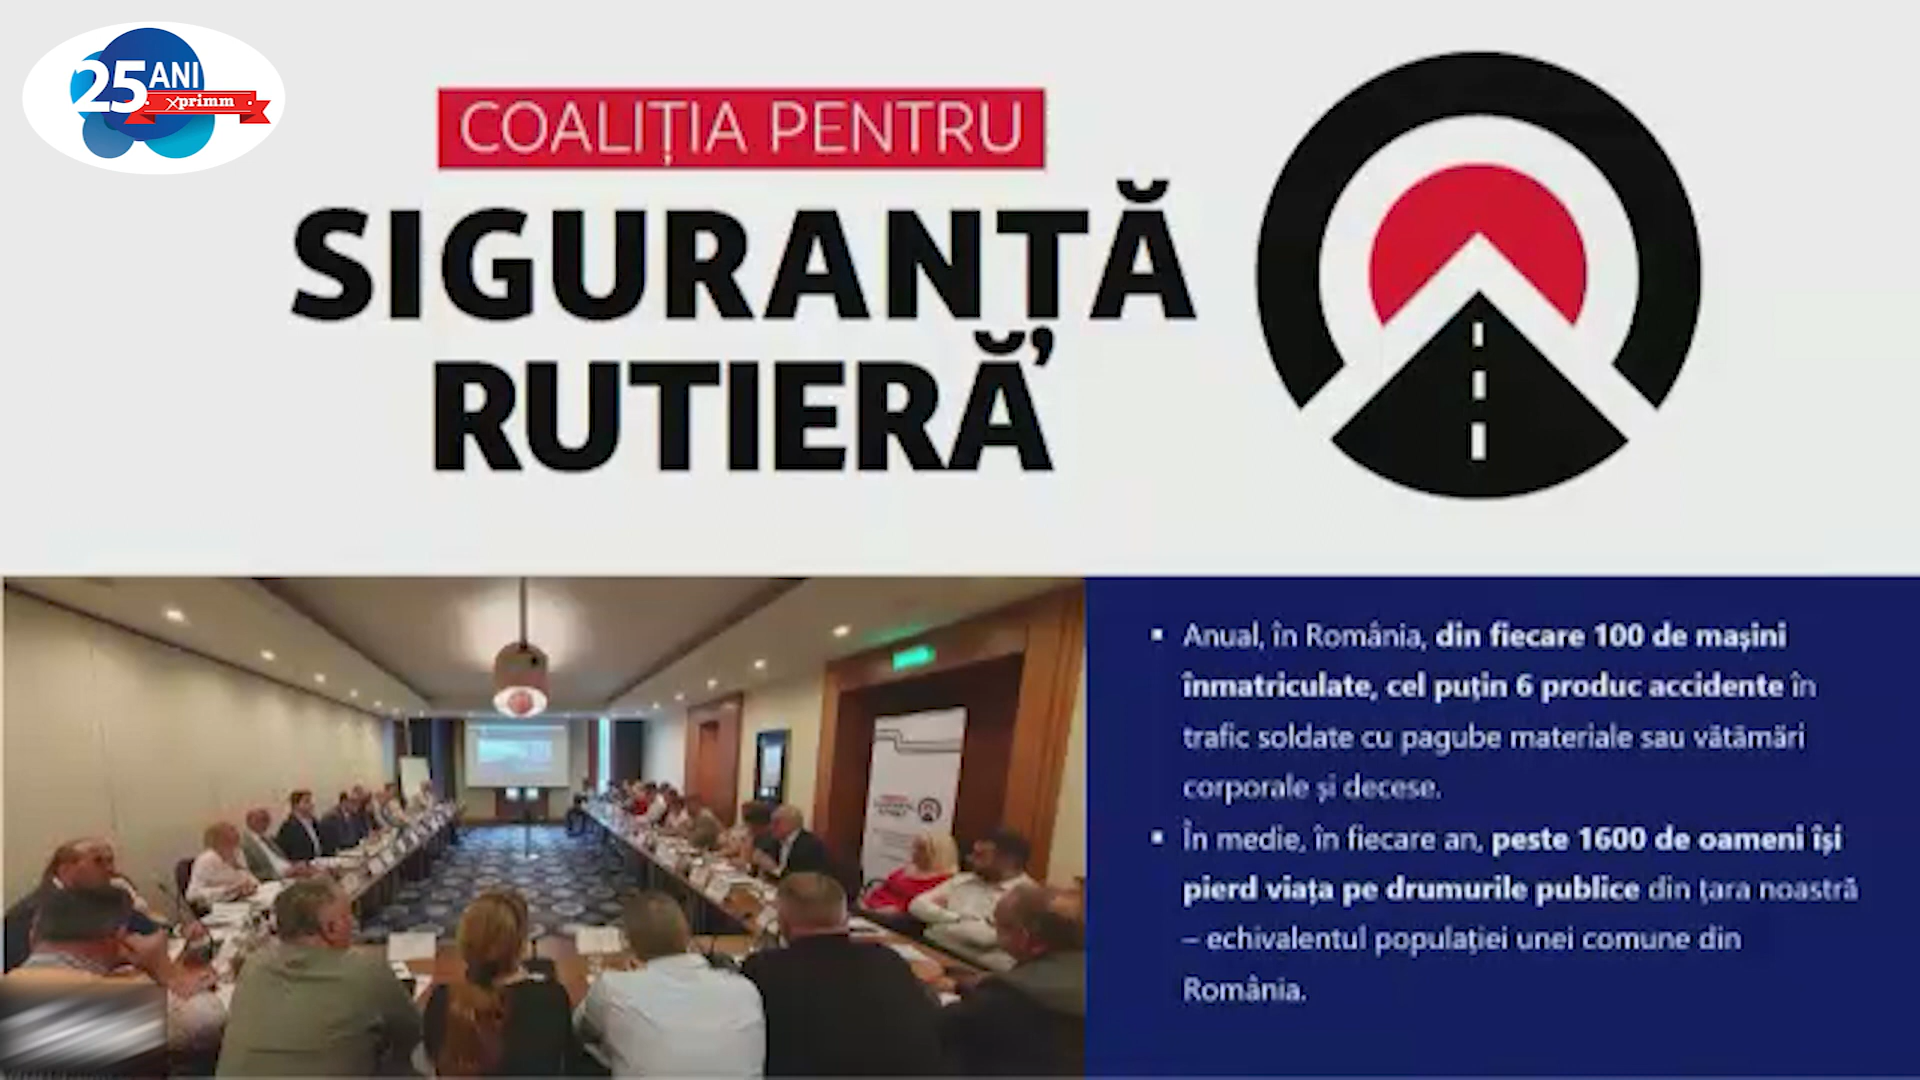 25 ANI
xprimm
COALIȚIA PENTRU
SIGURANȚĂ
RUTIERĂ
▪ Anual, în România, din fiecare 100 de mașini
înmatriculate, cel puțin 6 produc accidente în
trafic soldate cu pagube materiale sau vătămări
corporale și decese.
▪ În medie, în fiecare an, peste 1600 de oameni își
pierd viața pe drumurile publice din țara noastră
– echivalentul populației unei comune din
România.